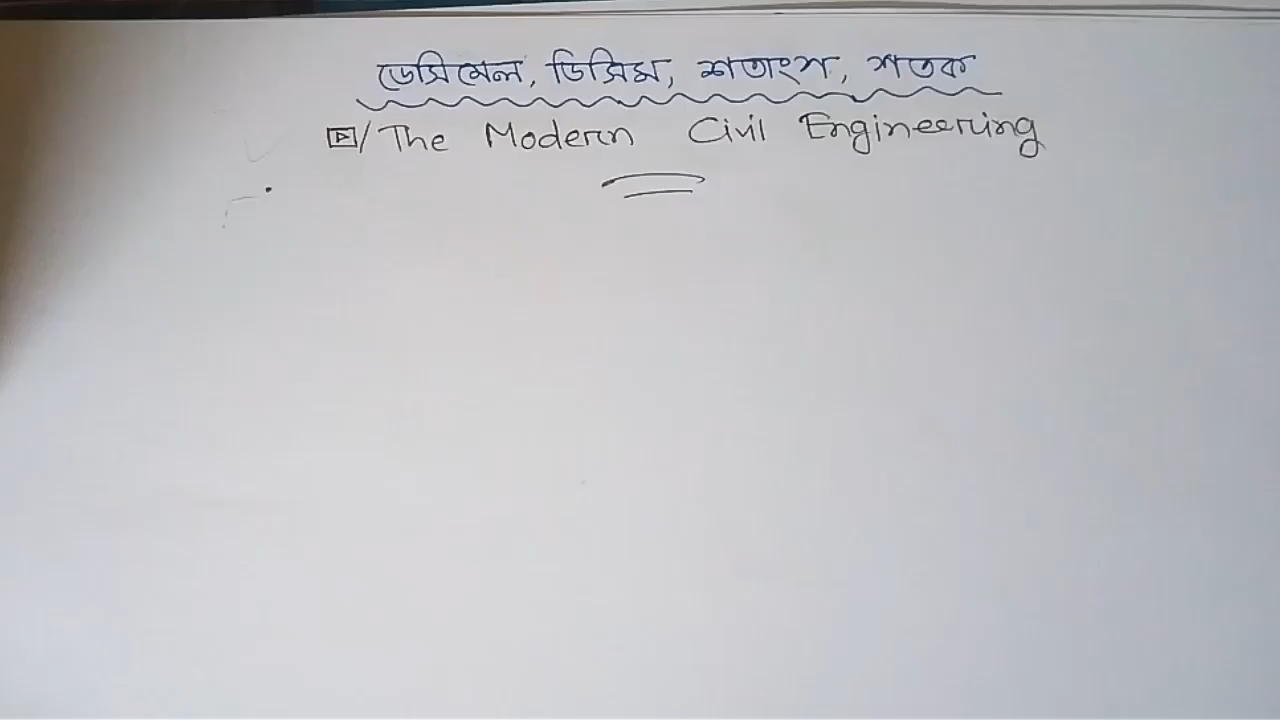 ডেসিমেল, ডিসিম, শতাংশ, শতক
/The Modern Civil Engineering